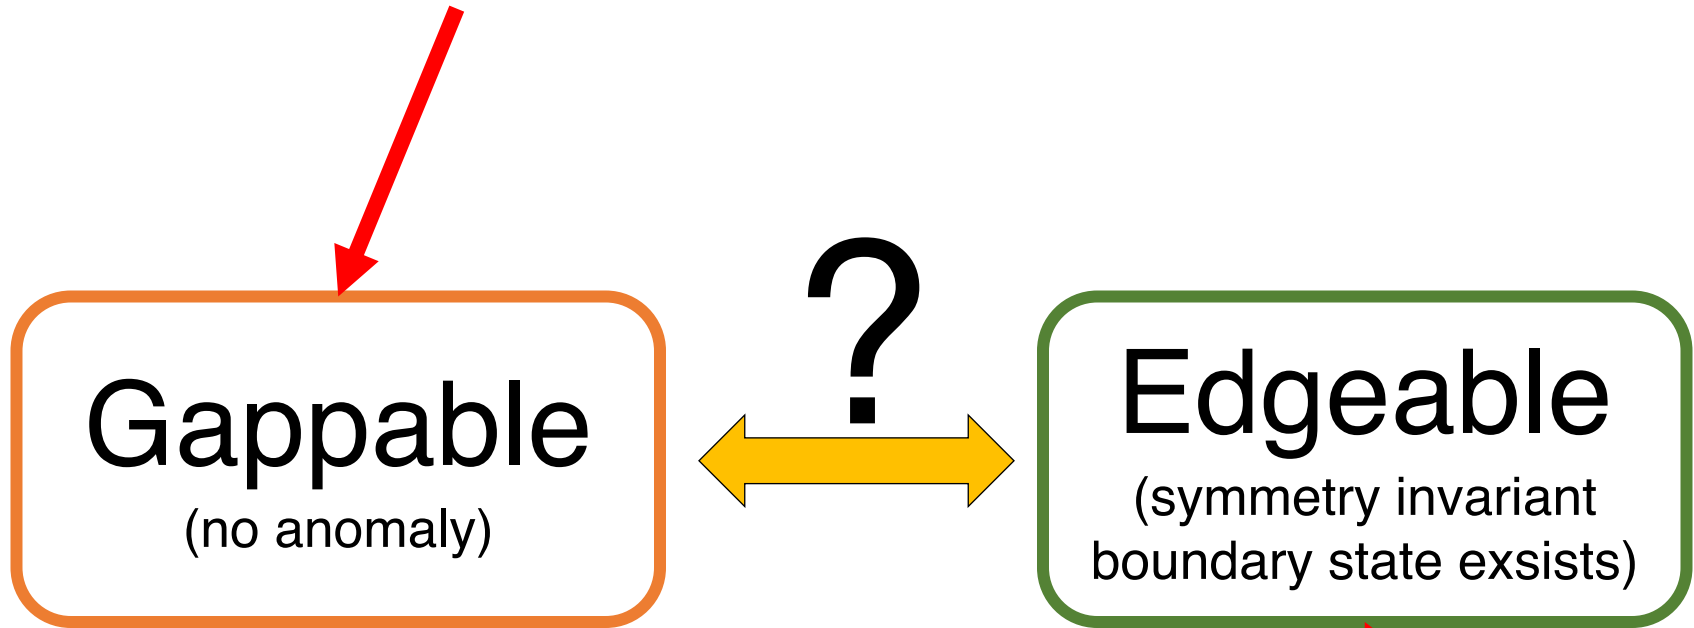 ?
Gappable
(no anomaly)
Edgeable
(symmetry invariant
boundary state exsists)